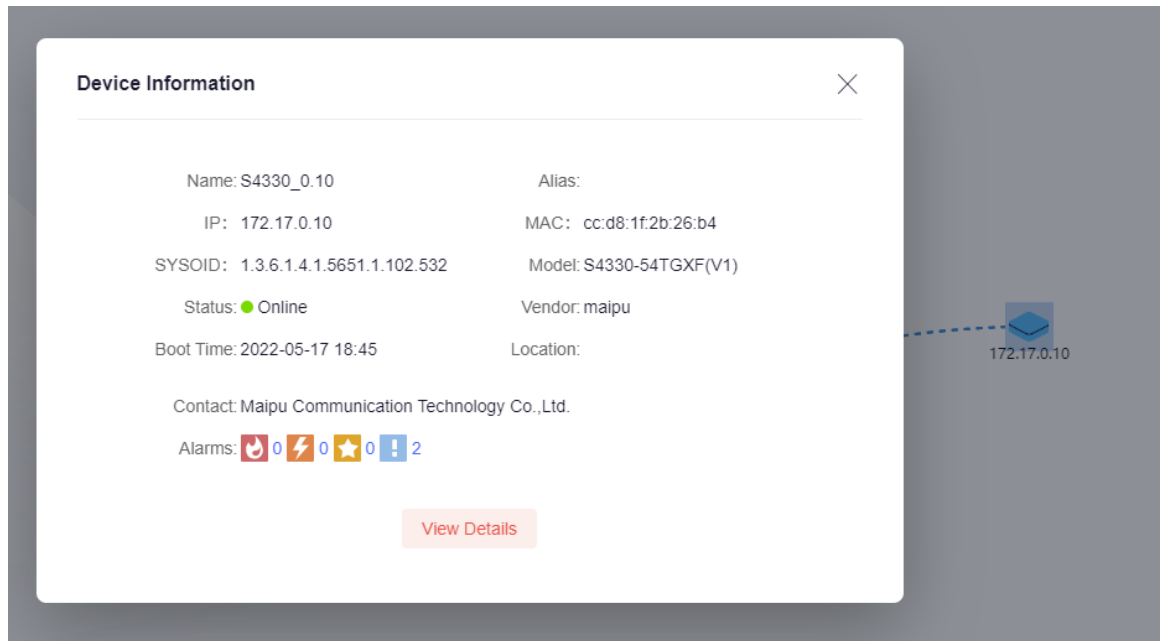 Device Information
Name: S4330_0.10 Alias:
IP: 172.17.0.10 MAC: cc:d8:1f:2b:26:b4
SYSOID: 1.3.6.1.4.1.5651.1.102.532 Model: S4330-54TGXF(V1)
Status: Online Vendor: maipu
Boot Time: 2022-05-17 18:45 Location:
172.17.0.10
Contact: Maipu Communication Technology Co.,Ltd.
Alarms: 0 0 0 2
View Details